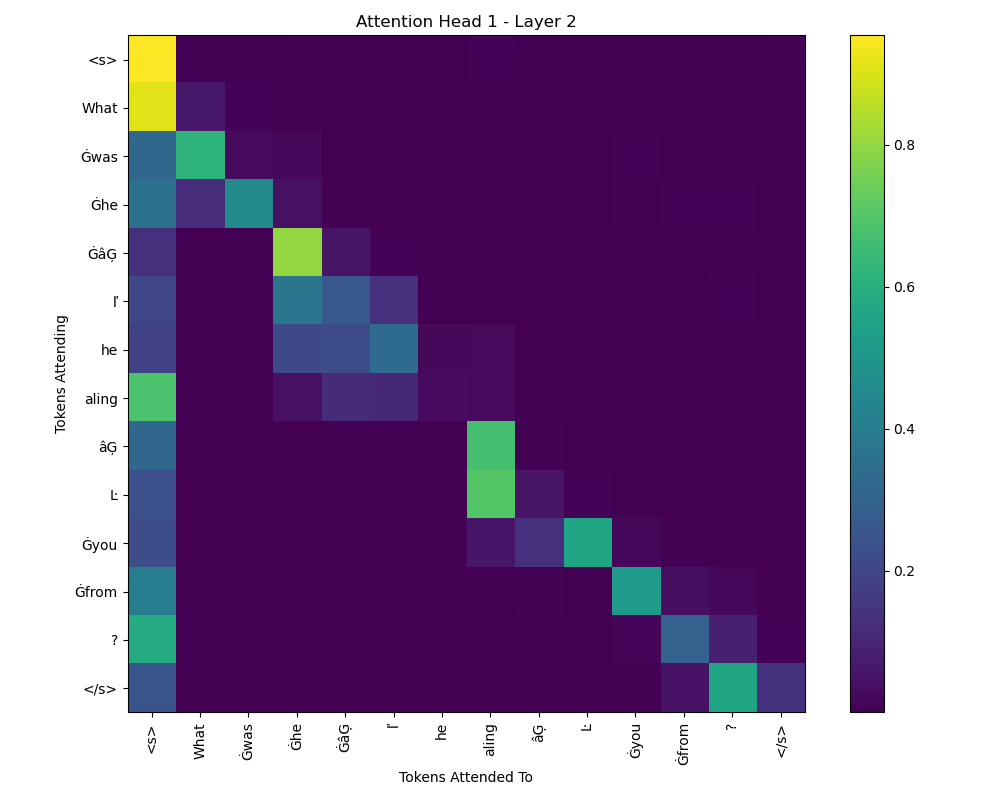 Attention Head 1 - Layer 2
<s>
What
Ġwas
Ġhe
ĠâĢ
ľ
he
aling
âĢ
Ŀ
Ġyou
Ġfrom
?
</s>
Tokens Attending
<s>
What
Ġwas
Ġhe
ĠâĢ
ľ
he
aling
âĢ
Ŀ
Ġyou
Ġfrom
?
</s>
Tokens Attended To
0.8
0.6
0.4
0.2